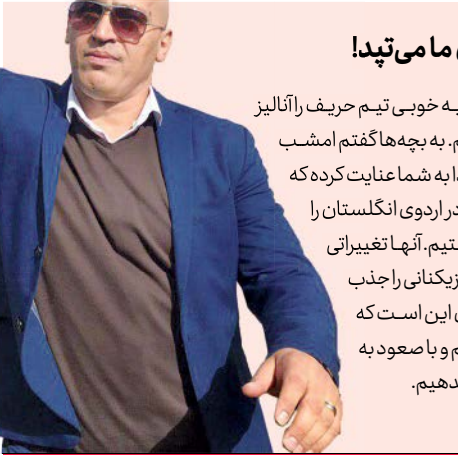 ما می‌تپد!
به خوبی تیم حریف را آنالیز
م. به بچه‌ها گفتم امشب
دا به شما عنایت کرده که
در اردوی انگلستان را
تیم. آنها تغییراتی
زیکنانی را جذب
این است که
م و با صعود به
دهیم.